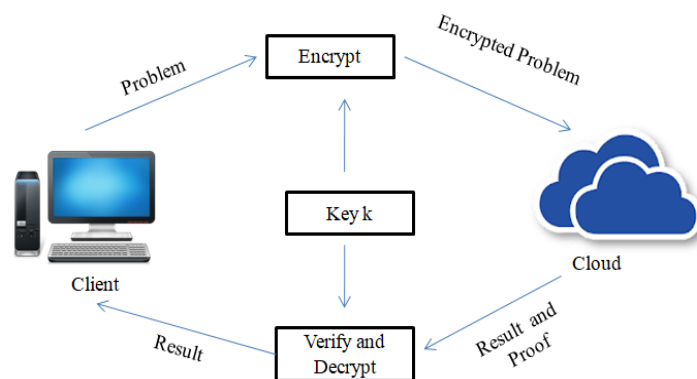 Problem
Encrypt
Encrypted Problem
Key k
Client
Cloud
Result
Verify and
Decrypt
Result and
Proof